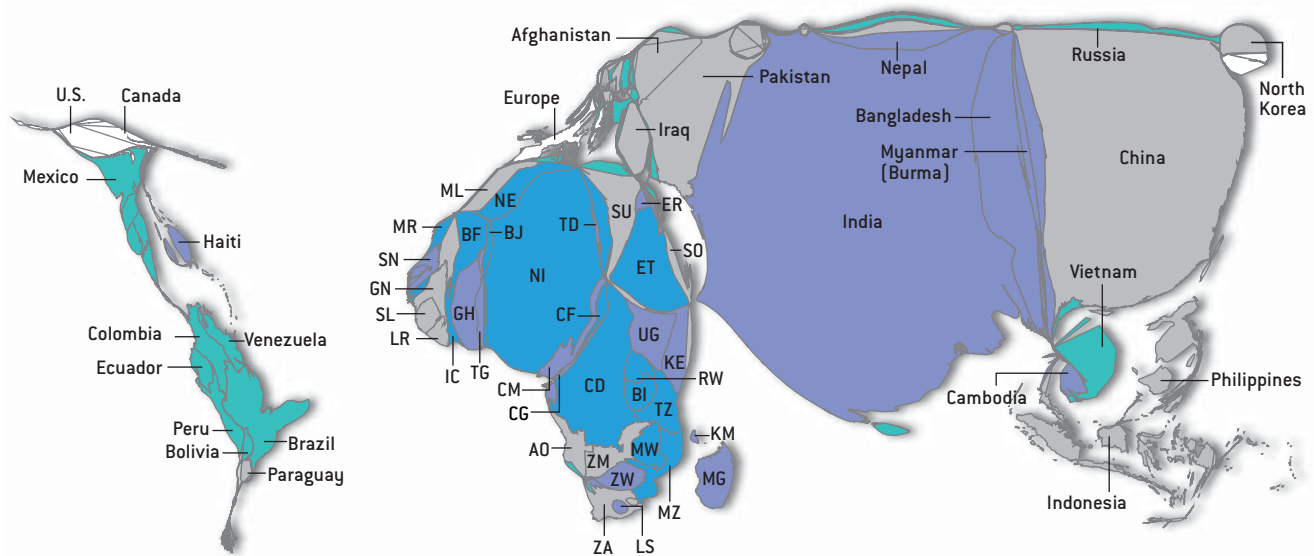 U.S.
Canada
Mexico
Haiti
Colombia
Venezuela
Ecuador
Peru
Bolivia
Brazil
Paraguay
Afghanistan
Pakistan
Europe
Iraq
Nepal
Russia
North
Korea
Bangladesh
Myanmar
(Burma)
China
India
Vietnam
Cambodia
Philippines
Indonesia
ML
NE
MR
BF
BJ
TD
SU
ER
SN
SO
GN
NI
ET
SL
GH
CF
UG
LR
KE
IC
TG
CM
CD
RW
CG
BI
TZ
AO
ZM
MW
KM
ZW
MG
MZ
ZA
LS